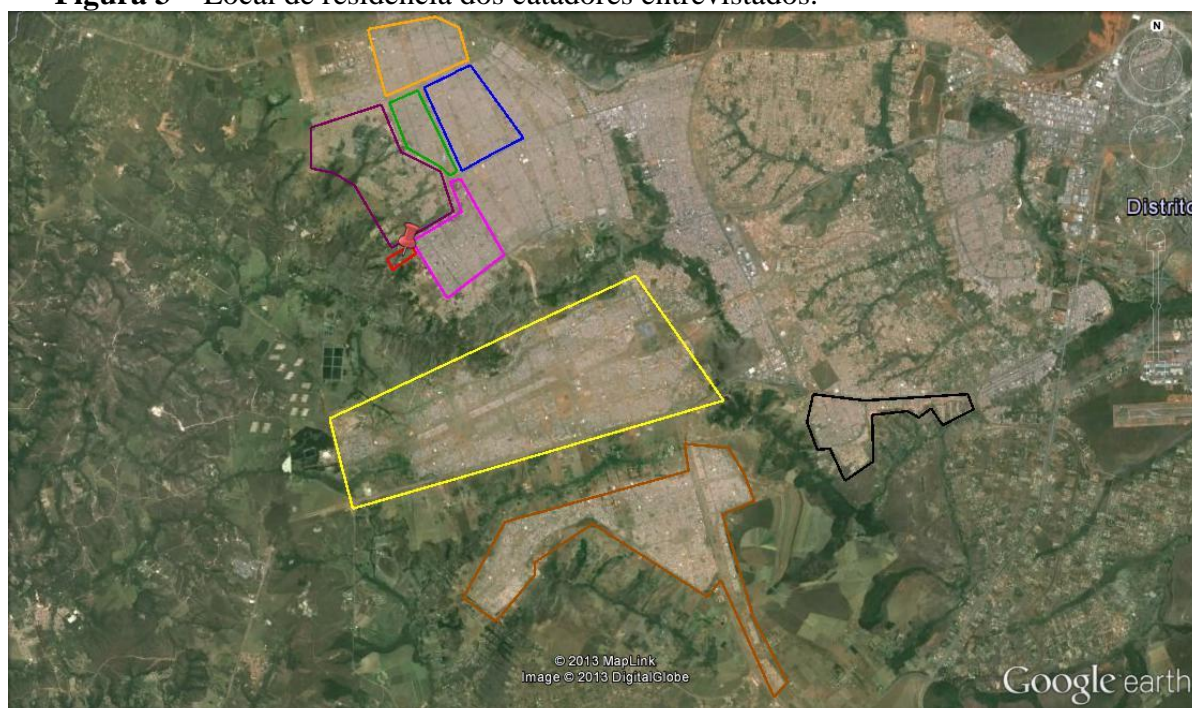 Figura 3 – Local de residência dos catadores entrevistados.
N
Distrito
© 2013 MapLink
Image © 2013 DigitalGlobe
Google earth